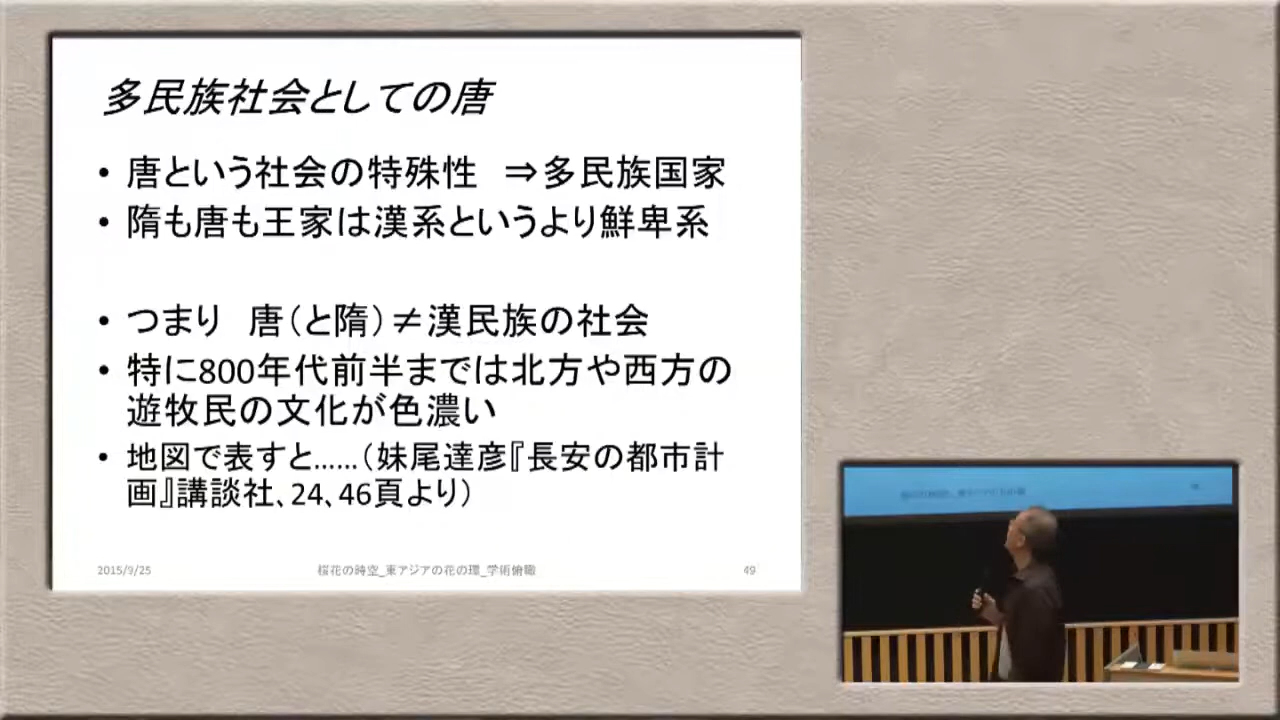 多民族社会としての唐
• 唐という社会の特殊性　⇒多民族国家
• 隋も唐も王家は漢系というより鮮卑系
• つまり　唐（と隋）≠漢民族の社会
• 特に800年代前半までは北方や西方の
遊牧民の文化が色濃い
• 地図で表すと……（妹尾達彦『長安の都市計
画』講談社、24、46頁より）
2015/9/25 桜花の時空_東アジアの花の環_学術俯瞰 49